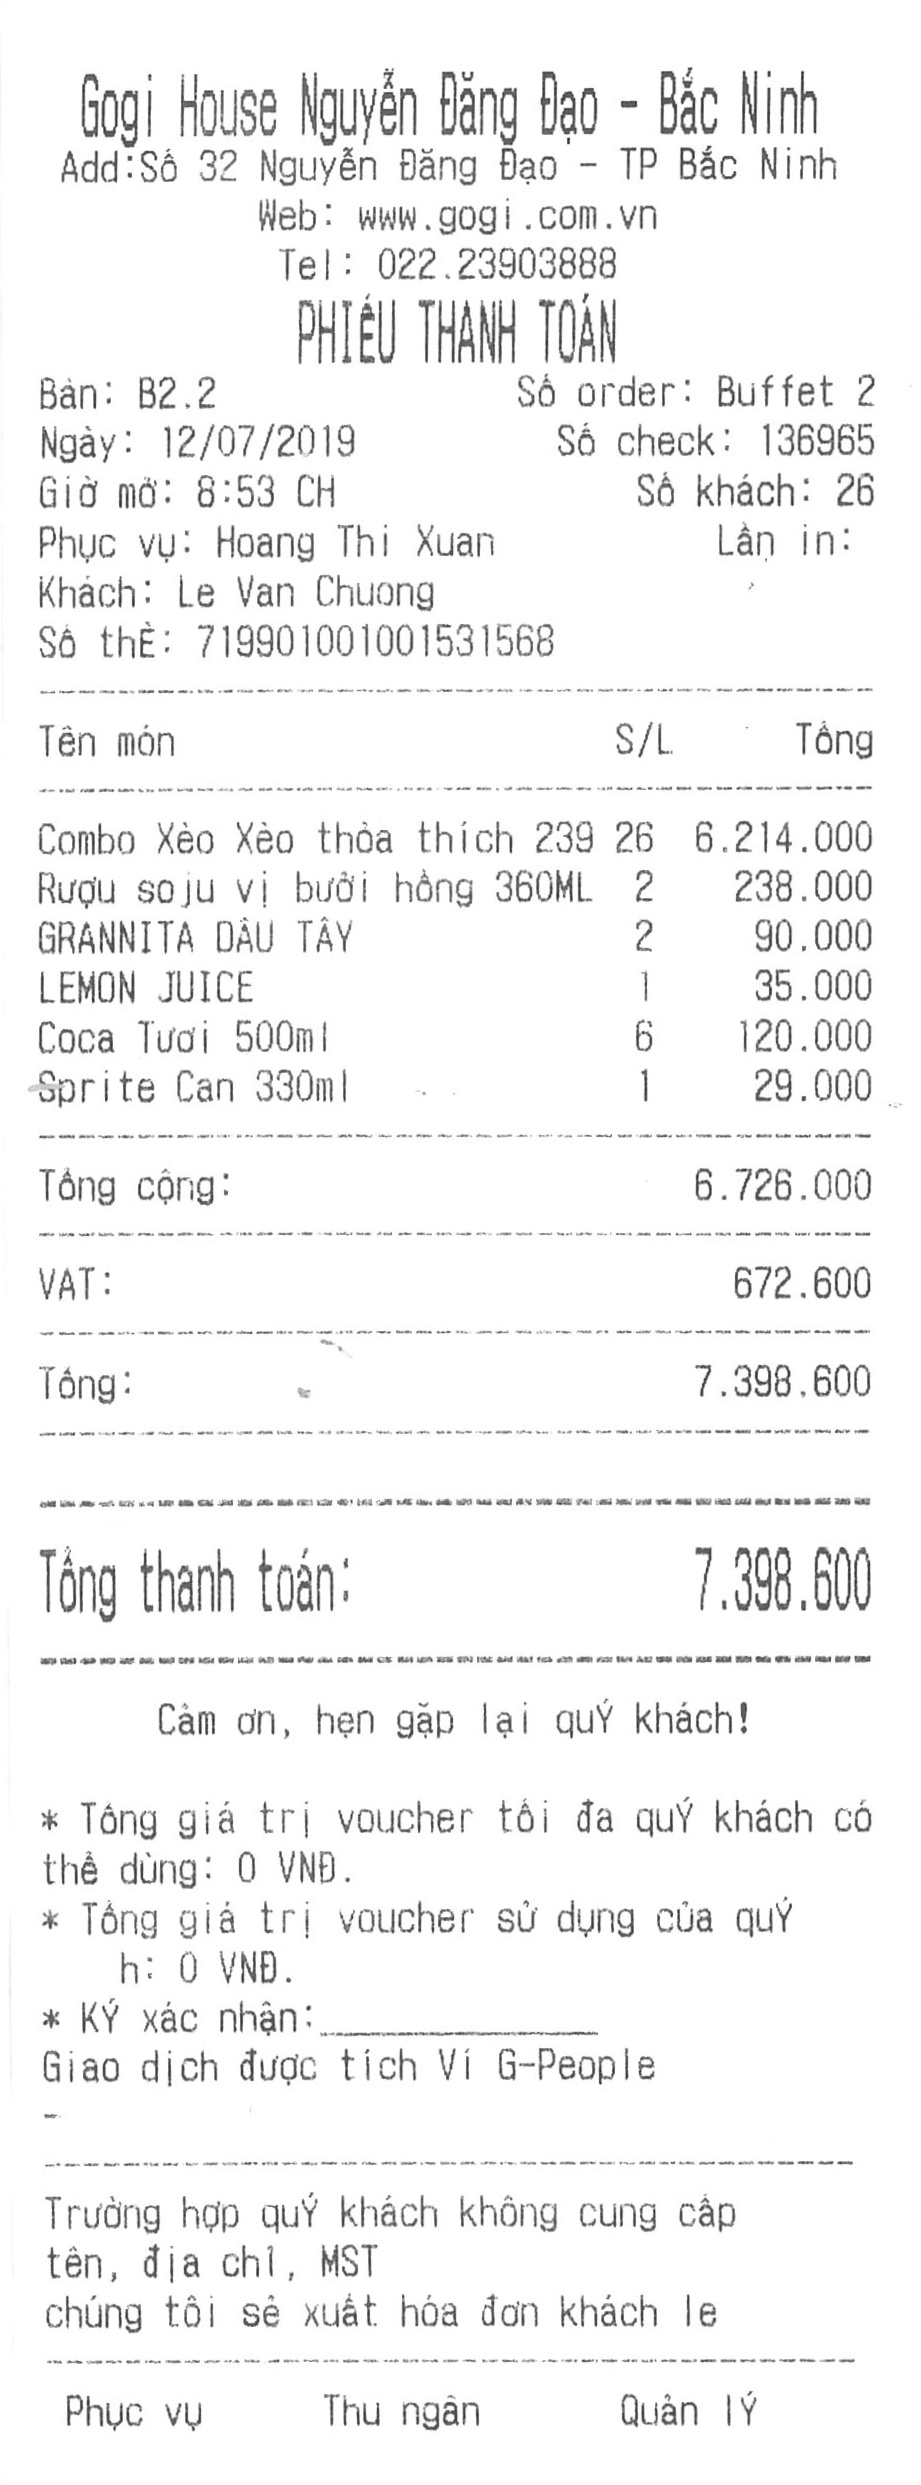 Gogi House Nguyễn Đăng Đạo - Bắc Ninh
Add:Số 32 Nguyễn Đăng Đạo - TP Bắc Ninh
Web: www.gogi.com.vn
Tel: 022.23903888
PHIẾU THANH TOÁN
Bàn: B2.2 Số order: Buffet 2
Ngày: 12/07/2019 Số check: 136965
Giờ mở: 8:53 CH Số khách: 26
Phục vụ: Hoang Thi Xuan Lần in:
Khách: Le Van Chuong
Số thÈ: 719901001001531568
Tên món S/L Tổng
Combo Xèo Xèo thỏa thích 239 26 6.214.000
Rượu soju vị bưởi hồng 360ML 2 238.000
GRANNITA DÂU TÂY 2 90.000
LEMON JUICE 1 35.000
Coca Tươi 500ml 6 120.000
Sprite Can 330ml 1 29.000
Tổng cộng: 6.726.000
VAT: 672.600
Tổng: 7.398.600
Tổng thanh toán: 7.398.600
Cảm ơn, hẹn gặp lại quÝ khách!
* Tổng giá trị voucher tối đa quÝ khách có
thể dùng: 0 VNĐ.
* Tổng giá trị voucher sử dụng của quÝ
h: 0 VNĐ.
* KÝ xác nhận:
Giao dịch được tích Ví G-People
-
Trường hợp quÝ khách không cung cấp
tên, địa chỉ, MST
chúng tôi sẻ xuất hóa đơn khách le
Phục vụ Thu ngân Quản lÝ